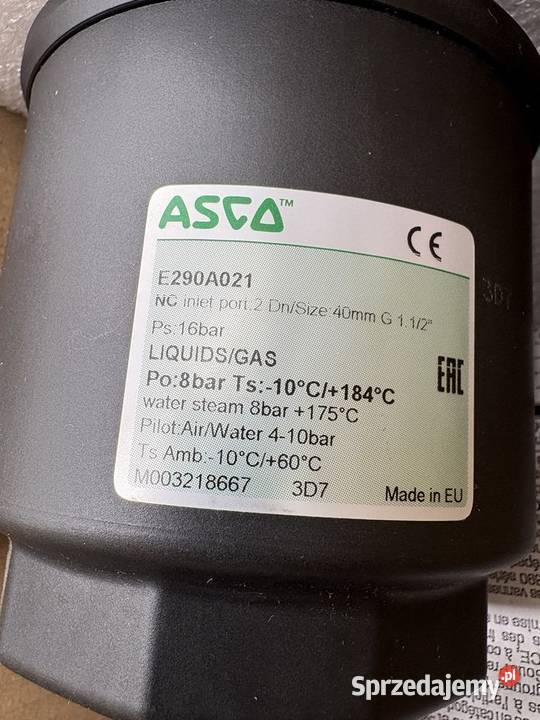 ASCO™
CE
E290A021
NC inlet port:2 Dn/Size:40mm G 1.1/2"
3D7
Ps:16bar
LIQUIDS/GAS
EAC
Po:8bar Ts:-10°C/+184°C
water steam 8bar +175°C
Pilot:Air/Water 4-10bar
Ts Amb:-10°C/+60°C
M003218667 3D7 Made in EU
Sprzedajemy.pl